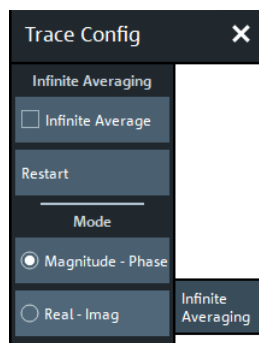 Trace Config
Infinite Averaging
Infinite Average
Restart
Mode
Magnitude - Phase
Real - Imag
Infinite
Averaging